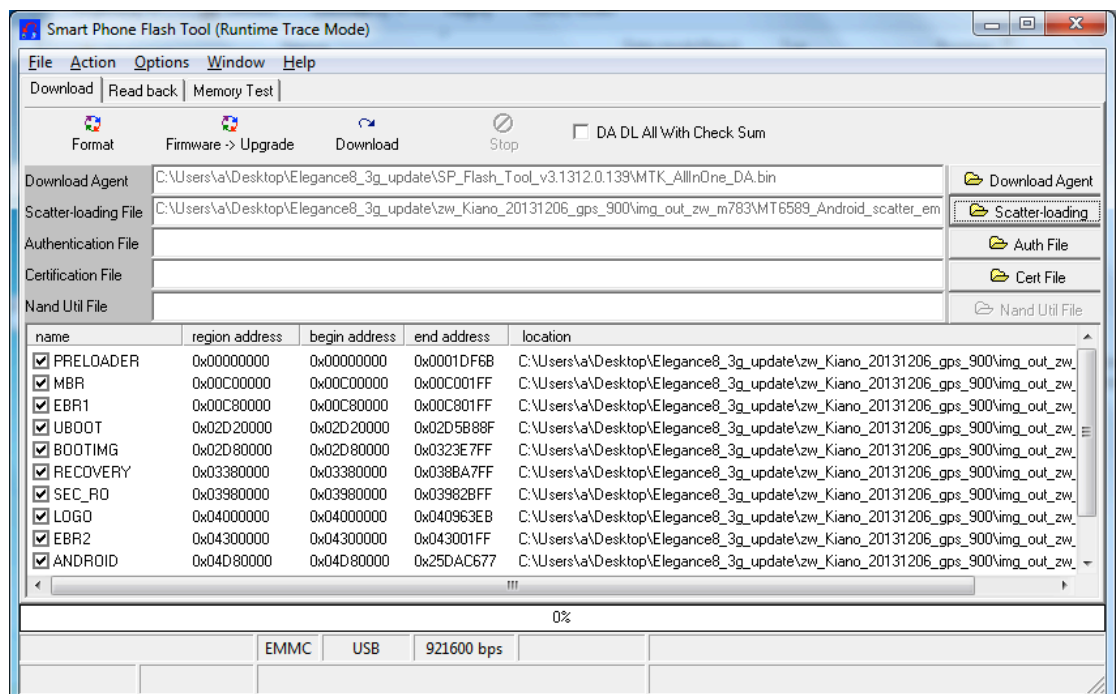 Smart Phone Flash Tool (Runtime Trace Mode)
File Action Options Window Help
Download Read back Memory Test
Format Firmware -> Upgrade Download Stop DA DL All With Check Sum
Download Agent C:\Users\a\Desktop\Elegance8_3g_update\SP_Flash_Tool_v3.1312.0.139\MTK_AllInOne_DA.bin Download Agent
Scatter-loading File C:\Users\a\Desktop\Elegance8_3g_update\zw_Kiano_20131206_gps_900\img_out_zw_m783\MT6589_Android_scatter_em Scatter-loading
Authentication File Auth File
Certification File Cert File
Nand Util File Nand Util File
name region address begin address end address location
PRELOADER 0x00000000 0x00000000 0x0001DF6B C:\Users\a\Desktop\Elegance8_3g_update\zw_Kiano_20131206_gps_900\img_out_zw_
MBR 0x00C00000 0x00C00000 0x00C001FF C:\Users\a\Desktop\Elegance8_3g_update\zw_Kiano_20131206_gps_900\img_out_zw_
EBR1 0x00C80000 0x00C80000 0x00C801FF C:\Users\a\Desktop\Elegance8_3g_update\zw_Kiano_20131206_gps_900\img_out_zw_
UBOOT 0x02D20000 0x02D20000 0x02D5B88F C:\Users\a\Desktop\Elegance8_3g_update\zw_Kiano_20131206_gps_900\img_out_zw_
BOOTIMG 0x02D80000 0x02D80000 0x0323E7FF C:\Users\a\Desktop\Elegance8_3g_update\zw_Kiano_20131206_gps_900\img_out_zw_
RECOVERY 0x03380000 0x03380000 0x038BA7FF C:\Users\a\Desktop\Elegance8_3g_update\zw_Kiano_20131206_gps_900\img_out_zw_
SEC_RO 0x03980000 0x03980000 0x03982BFF C:\Users\a\Desktop\Elegance8_3g_update\zw_Kiano_20131206_gps_900\img_out_zw_
LOGO 0x04000000 0x04000000 0x040963EB C:\Users\a\Desktop\Elegance8_3g_update\zw_Kiano_20131206_gps_900\img_out_zw_
EBR2 0x04300000 0x04300000 0x043001FF C:\Users\a\Desktop\Elegance8_3g_update\zw_Kiano_20131206_gps_900\img_out_zw_
ANDROID 0x04D80000 0x04D80000 0x25DAC677 C:\Users\a\Desktop\Elegance8_3g_update\zw_Kiano_20131206_gps_900\img_out_zw_
0%
EMMC USB 921600 bps